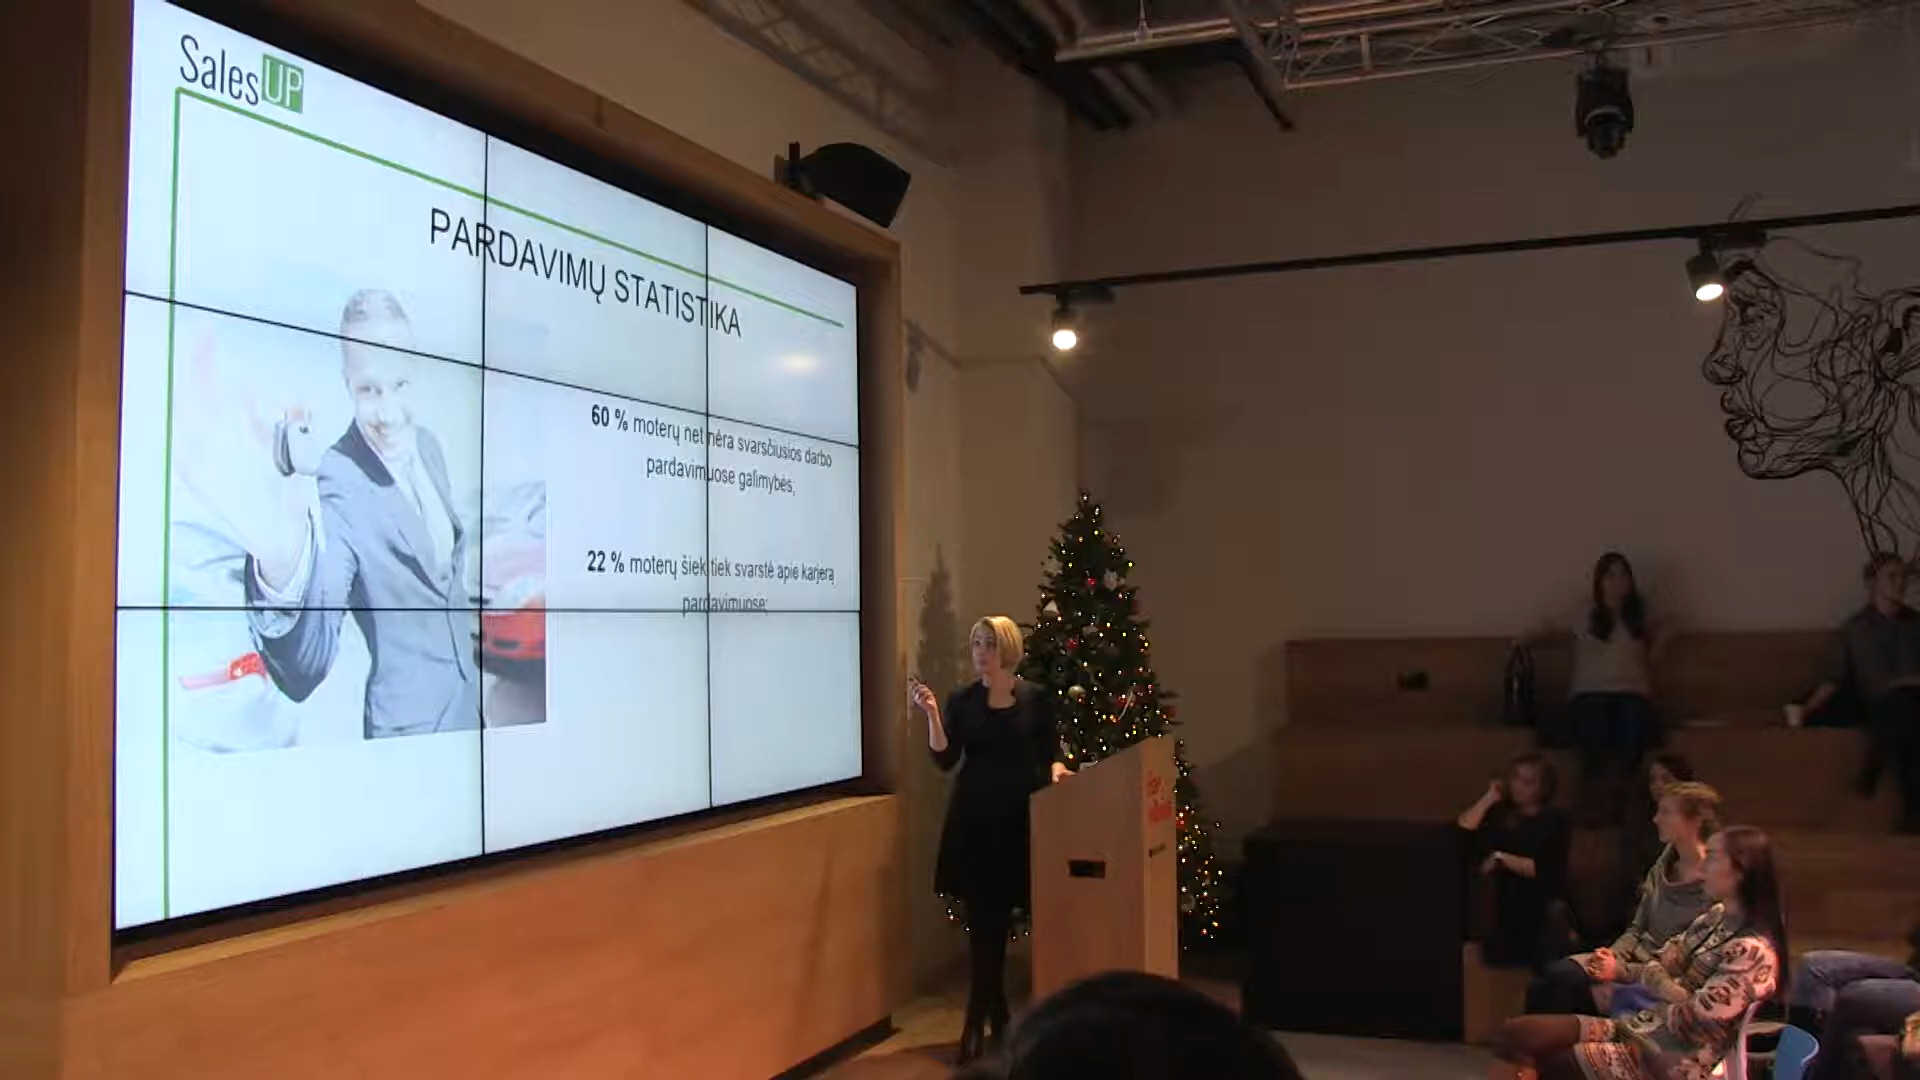 SalesUP
PARDAVIMŲ STATISTIKA
60 % moterų net nėra svarsčiusios darbo
pardavimuose galimybės;
22 % moterų šiek tiek svarstė apie karjerą
pardavimuose;